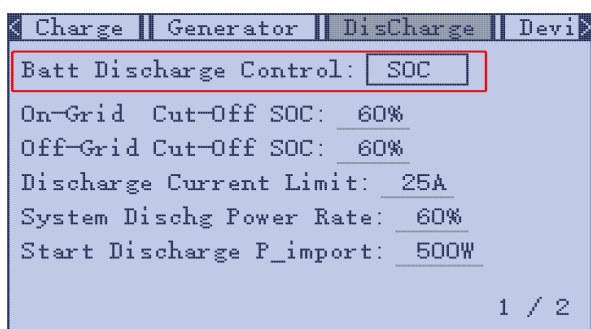 Charge Generator DisCharge Devi
Batt Discharge Control: SOC
On-Grid Cut-Off SOC: 60%
Off-Grid Cut-Off SOC: 60%
Discharge Current Limit: 25A
System Dischg Power Rate: 60%
Start Discharge P_import: 500W
1 / 2